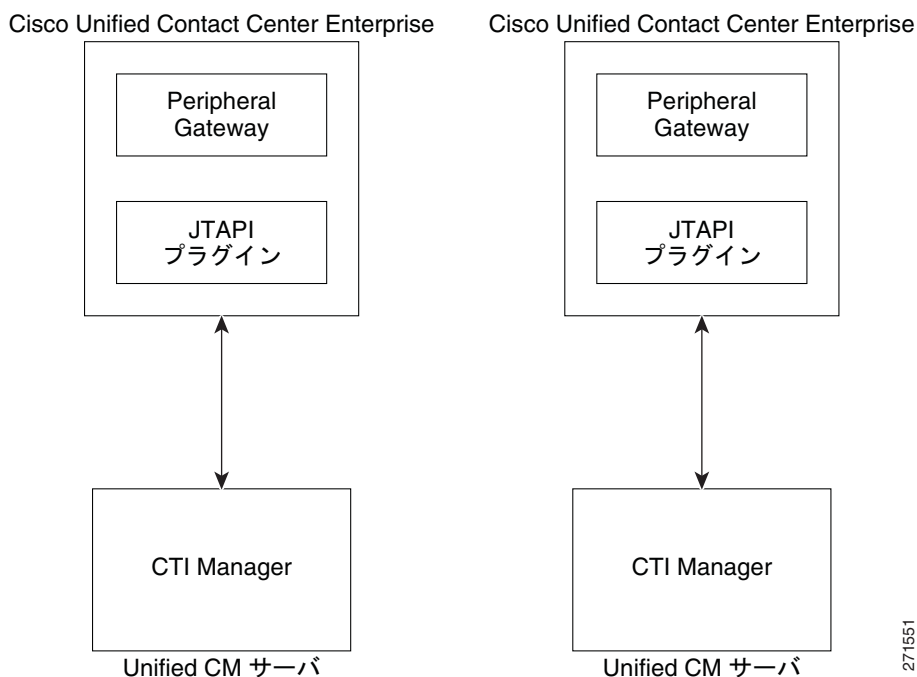 Cisco Unified Contact Center Enterprise
Peripheral
Gateway
JTAPI
プラグイン
CTI Manager
Unified CM サーバ
Cisco Unified Contact Center Enterprise
Peripheral
Gateway
JTAPI
プラグイン
CTI Manager
Unified CM サーバ
271551